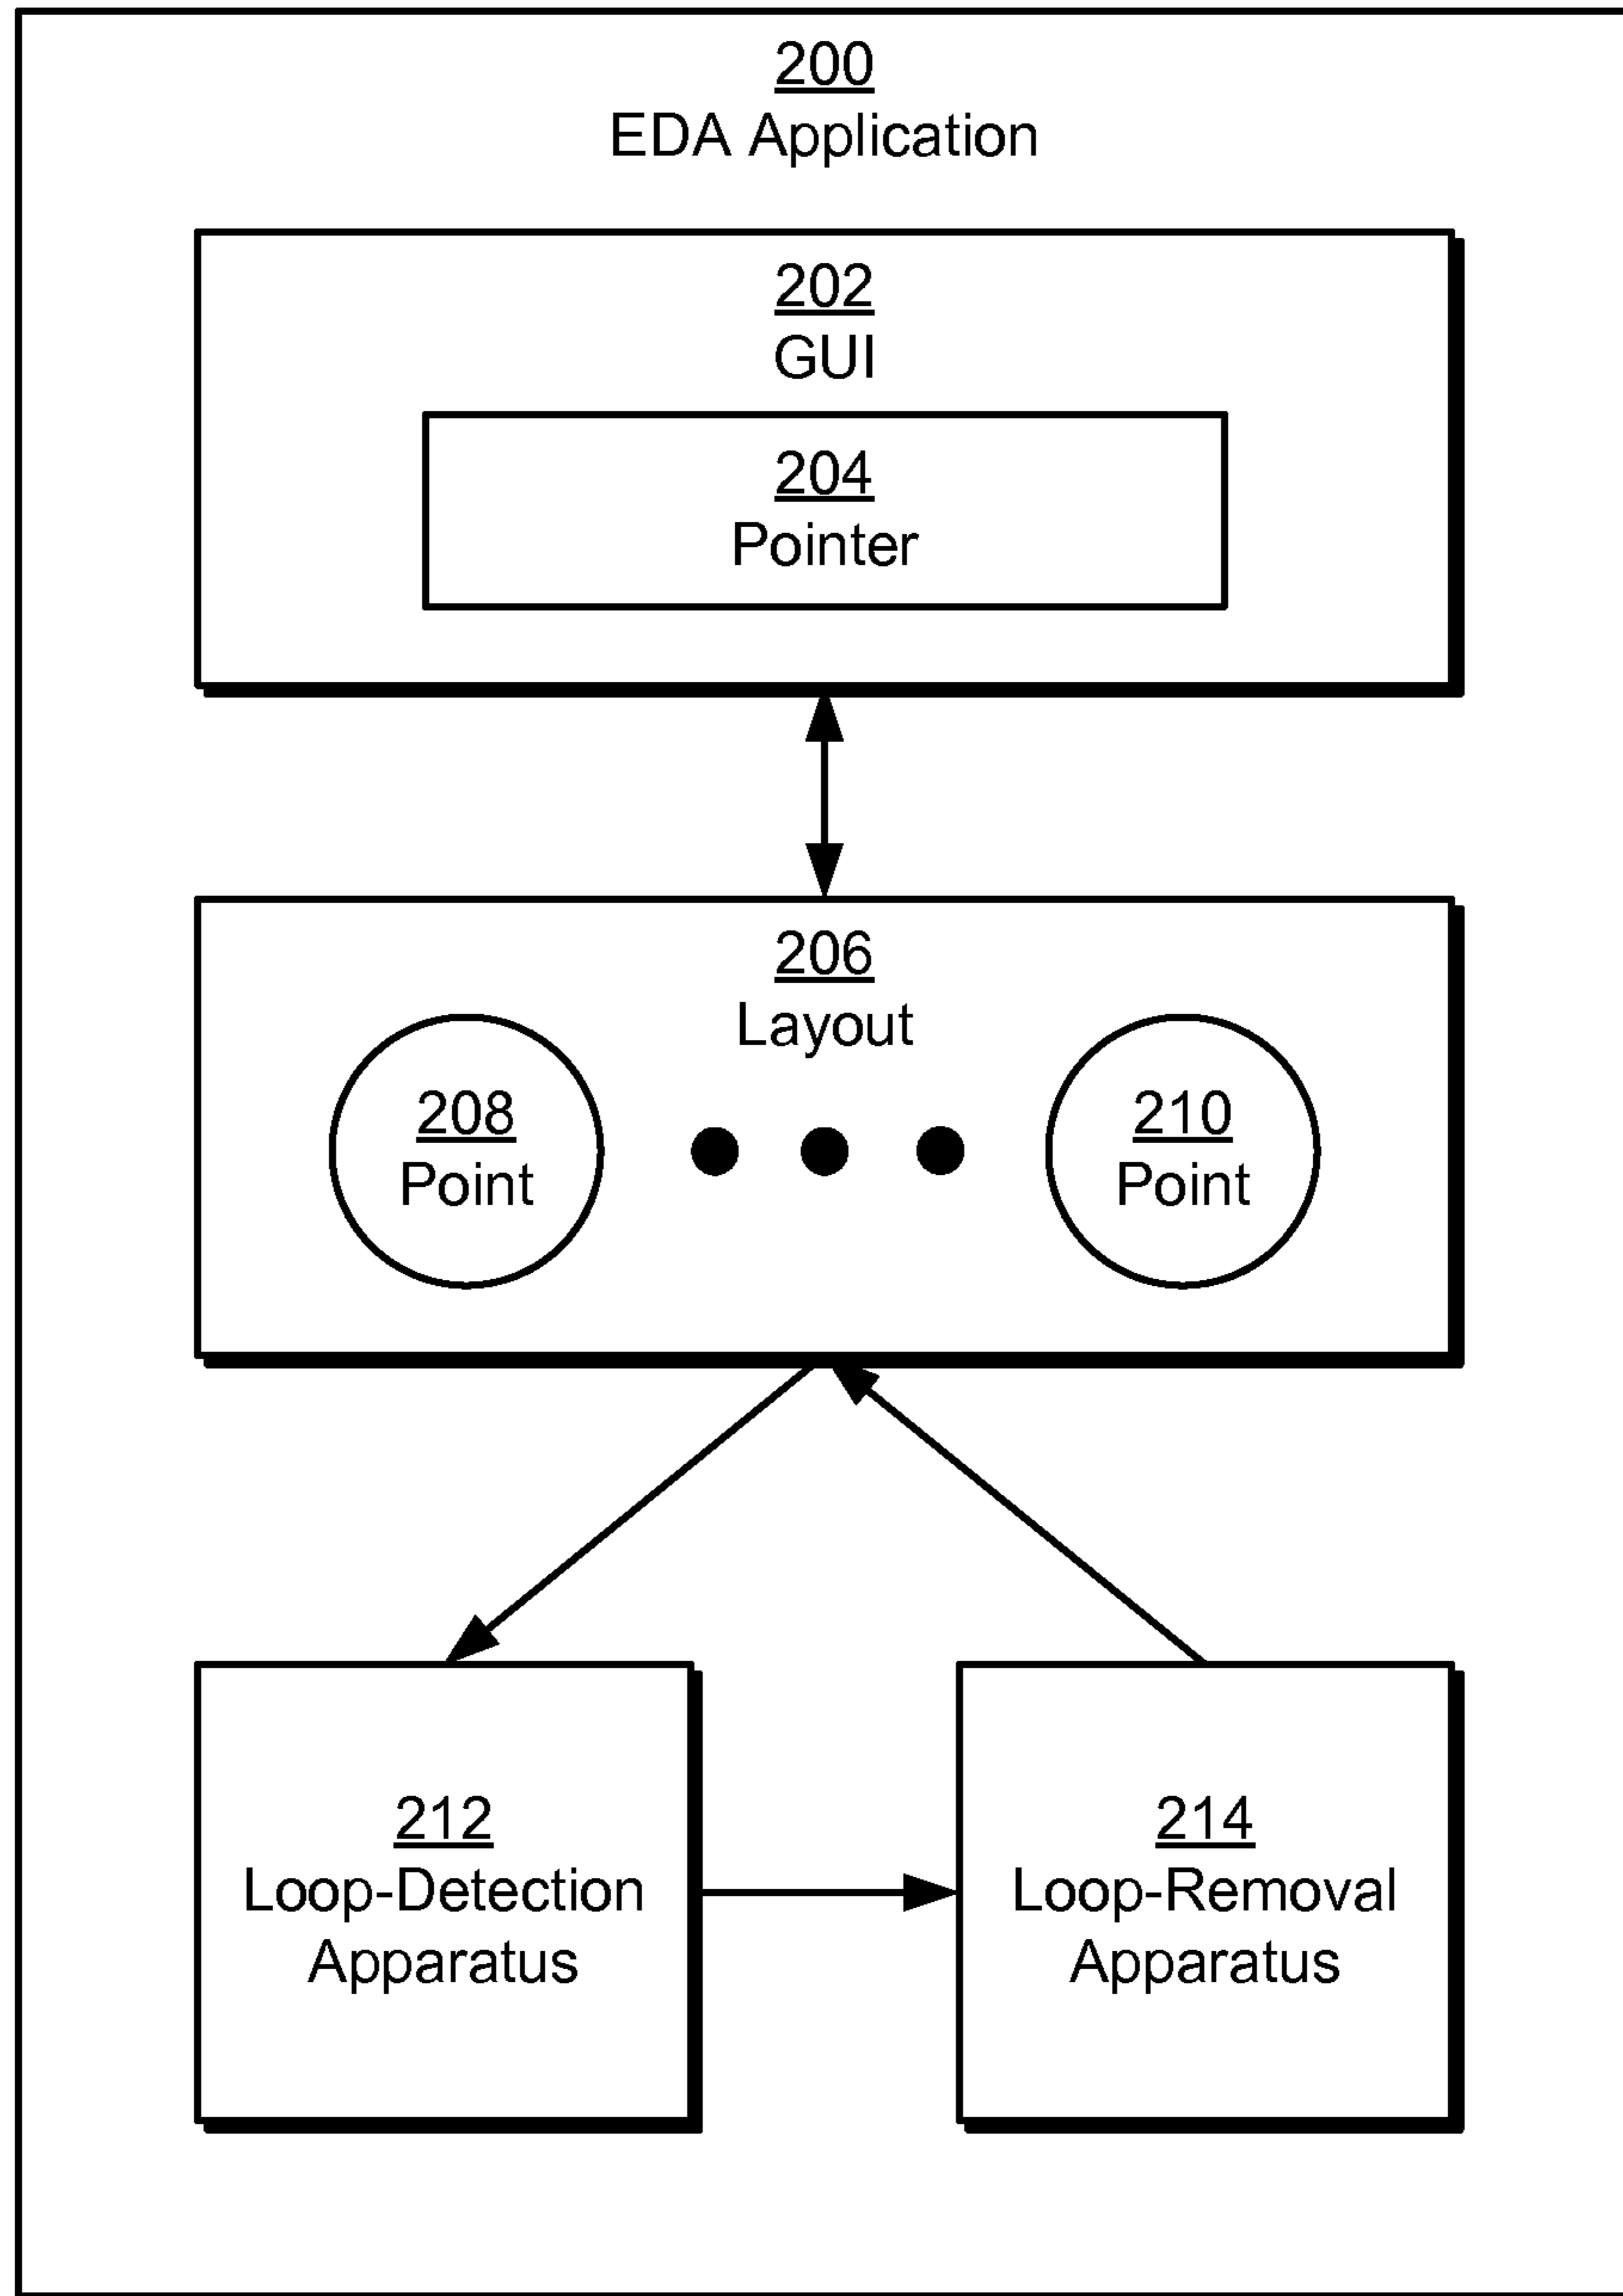 200
EDA Application
202
GUI
204
Pointer
206
Layout
208
Point
210
Point
212
Loop-Detection
Apparatus
214
Loop-Removal
Apparatus